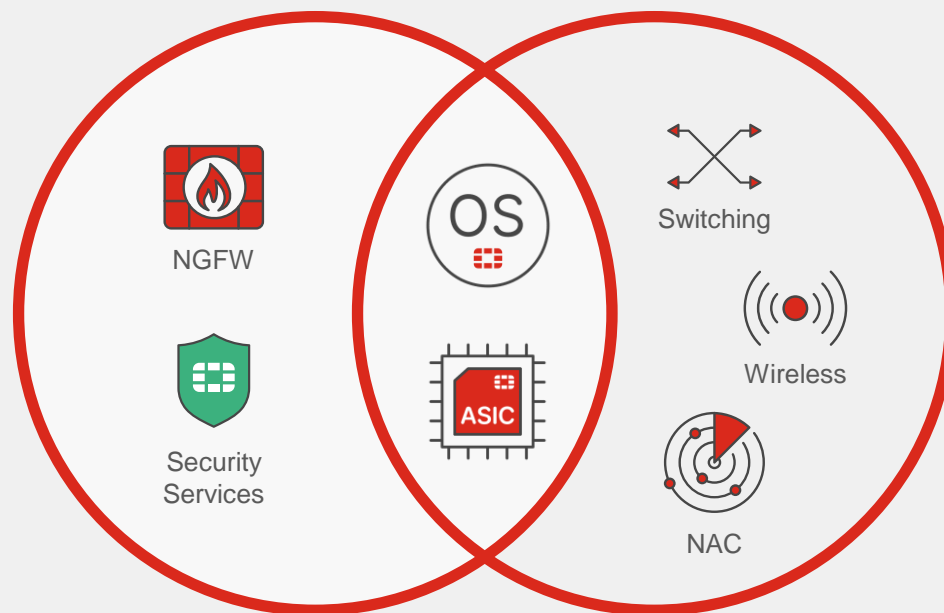 NGFW
Security
Services
OS
ASIC
Switching
Wireless
NAC